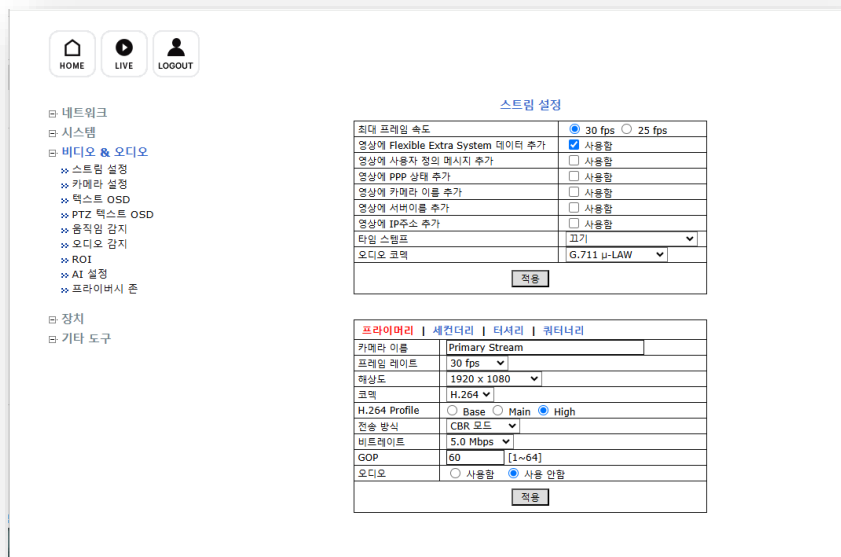 HOME LIVE LOGOUT
네트워크
시스템
비디오 & 오디오
스트림 설정
카메라 설정
텍스트 OSD
PTZ 텍스트 OSD
움직임 감지
오디오 감지
ROI
AI 설정
프라이버시 존
장치
기타 도구
스트림 설정
최대 프레임 속도 30 fps 25 fps
영상에 Flexible Extra System 데이터 추가 사용함
영상에 사용자 정의 메시지 추가 사용함
영상에 PPP 상태 추가 사용함
영상에 카메라 이름 추가 사용함
영상에 서버이름 추가 사용함
영상에 IP주소 추가 사용함
타임 스템프 끄기
오디오 코멕 G.711 μ-LAW
적용
프라이머리 | 세컨더리 | 터셔리 | 쿼터너리
카메라 이름 Primary Stream
프레임 레이트 30 fps
해상도 1920 x 1080
코멕 H.264
H.264 Profile Base Main High
전송 방식 CBR 모드
비트레이트 5.0 Mbps
GOP 60 [1~64]
오디오 사용함 사용 안함
적용